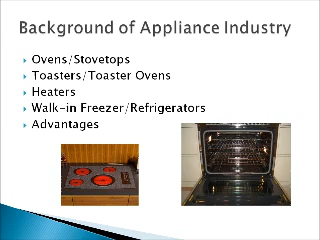 Background of Appliance Industry
Ovens/Stovetops
Toasters/Toaster Ovens
Heaters
Walk-in Freezer/Refrigerators
Advantages